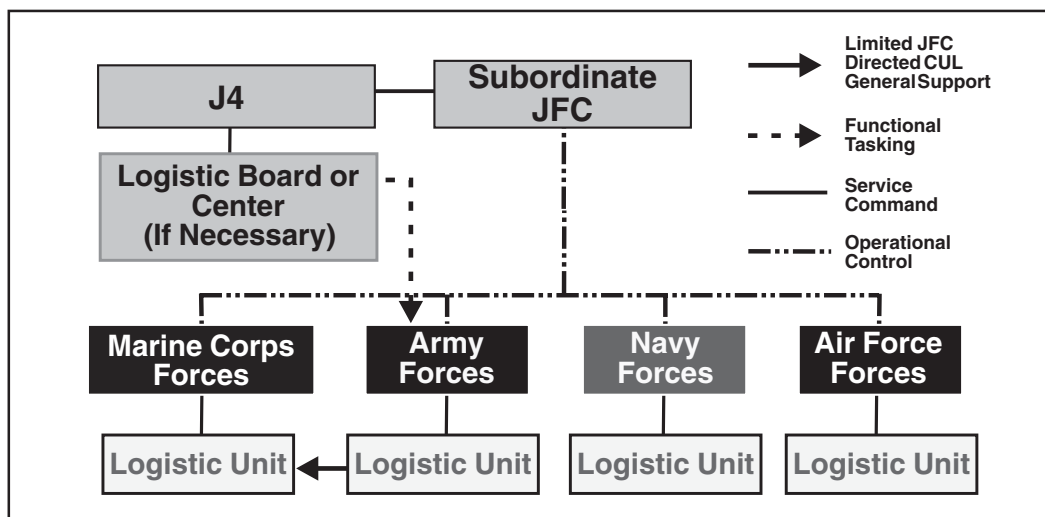 J4
Subordinate
JFC
Logistic Board or
Center
(If Necessary)
Limited JFC
Directed CUL
General Support
Functional
Tasking
Service
Command
Operational
Control
Marine Corps
Forces
Army
Forces
Navy
Forces
Air Force
Forces
Logistic Unit
Logistic Unit
Logistic Unit
Logistic Unit